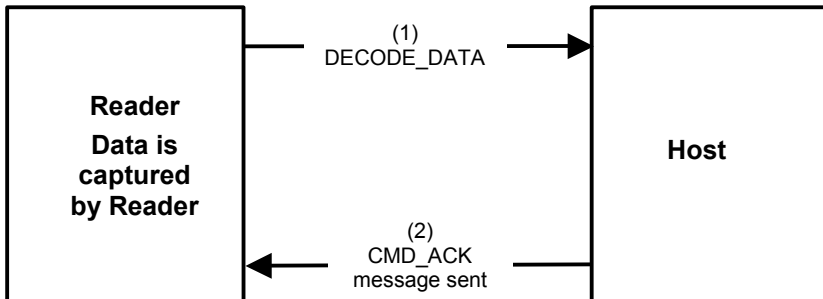 (1)
DECODE_DATA
Reader
Data is
captured
by Reader
Host
(2)
CMD_ACK
message sent